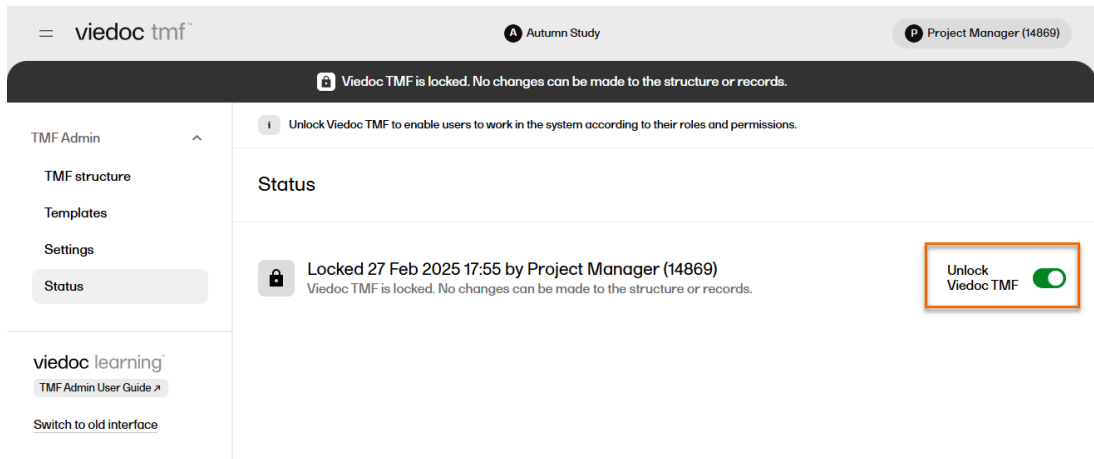 viedoc tmf™
A Autumn Study
P Project Manager (14869)
Viedoc TMF is locked. No changes can be made to the structure or records.
TMF Admin
TMF structure
Templates
Settings
Status
viedoc learning™
TMF Admin User Guide ↗
Switch to old interface
i Unlock Viedoc TMF to enable users to work in the system according to their roles and permissions.
Status
Locked 27 Feb 2025 17:55 by Project Manager (14869)
Viedoc TMF is locked. No changes can be made to the structure or records.
Unlock
Viedoc TMF